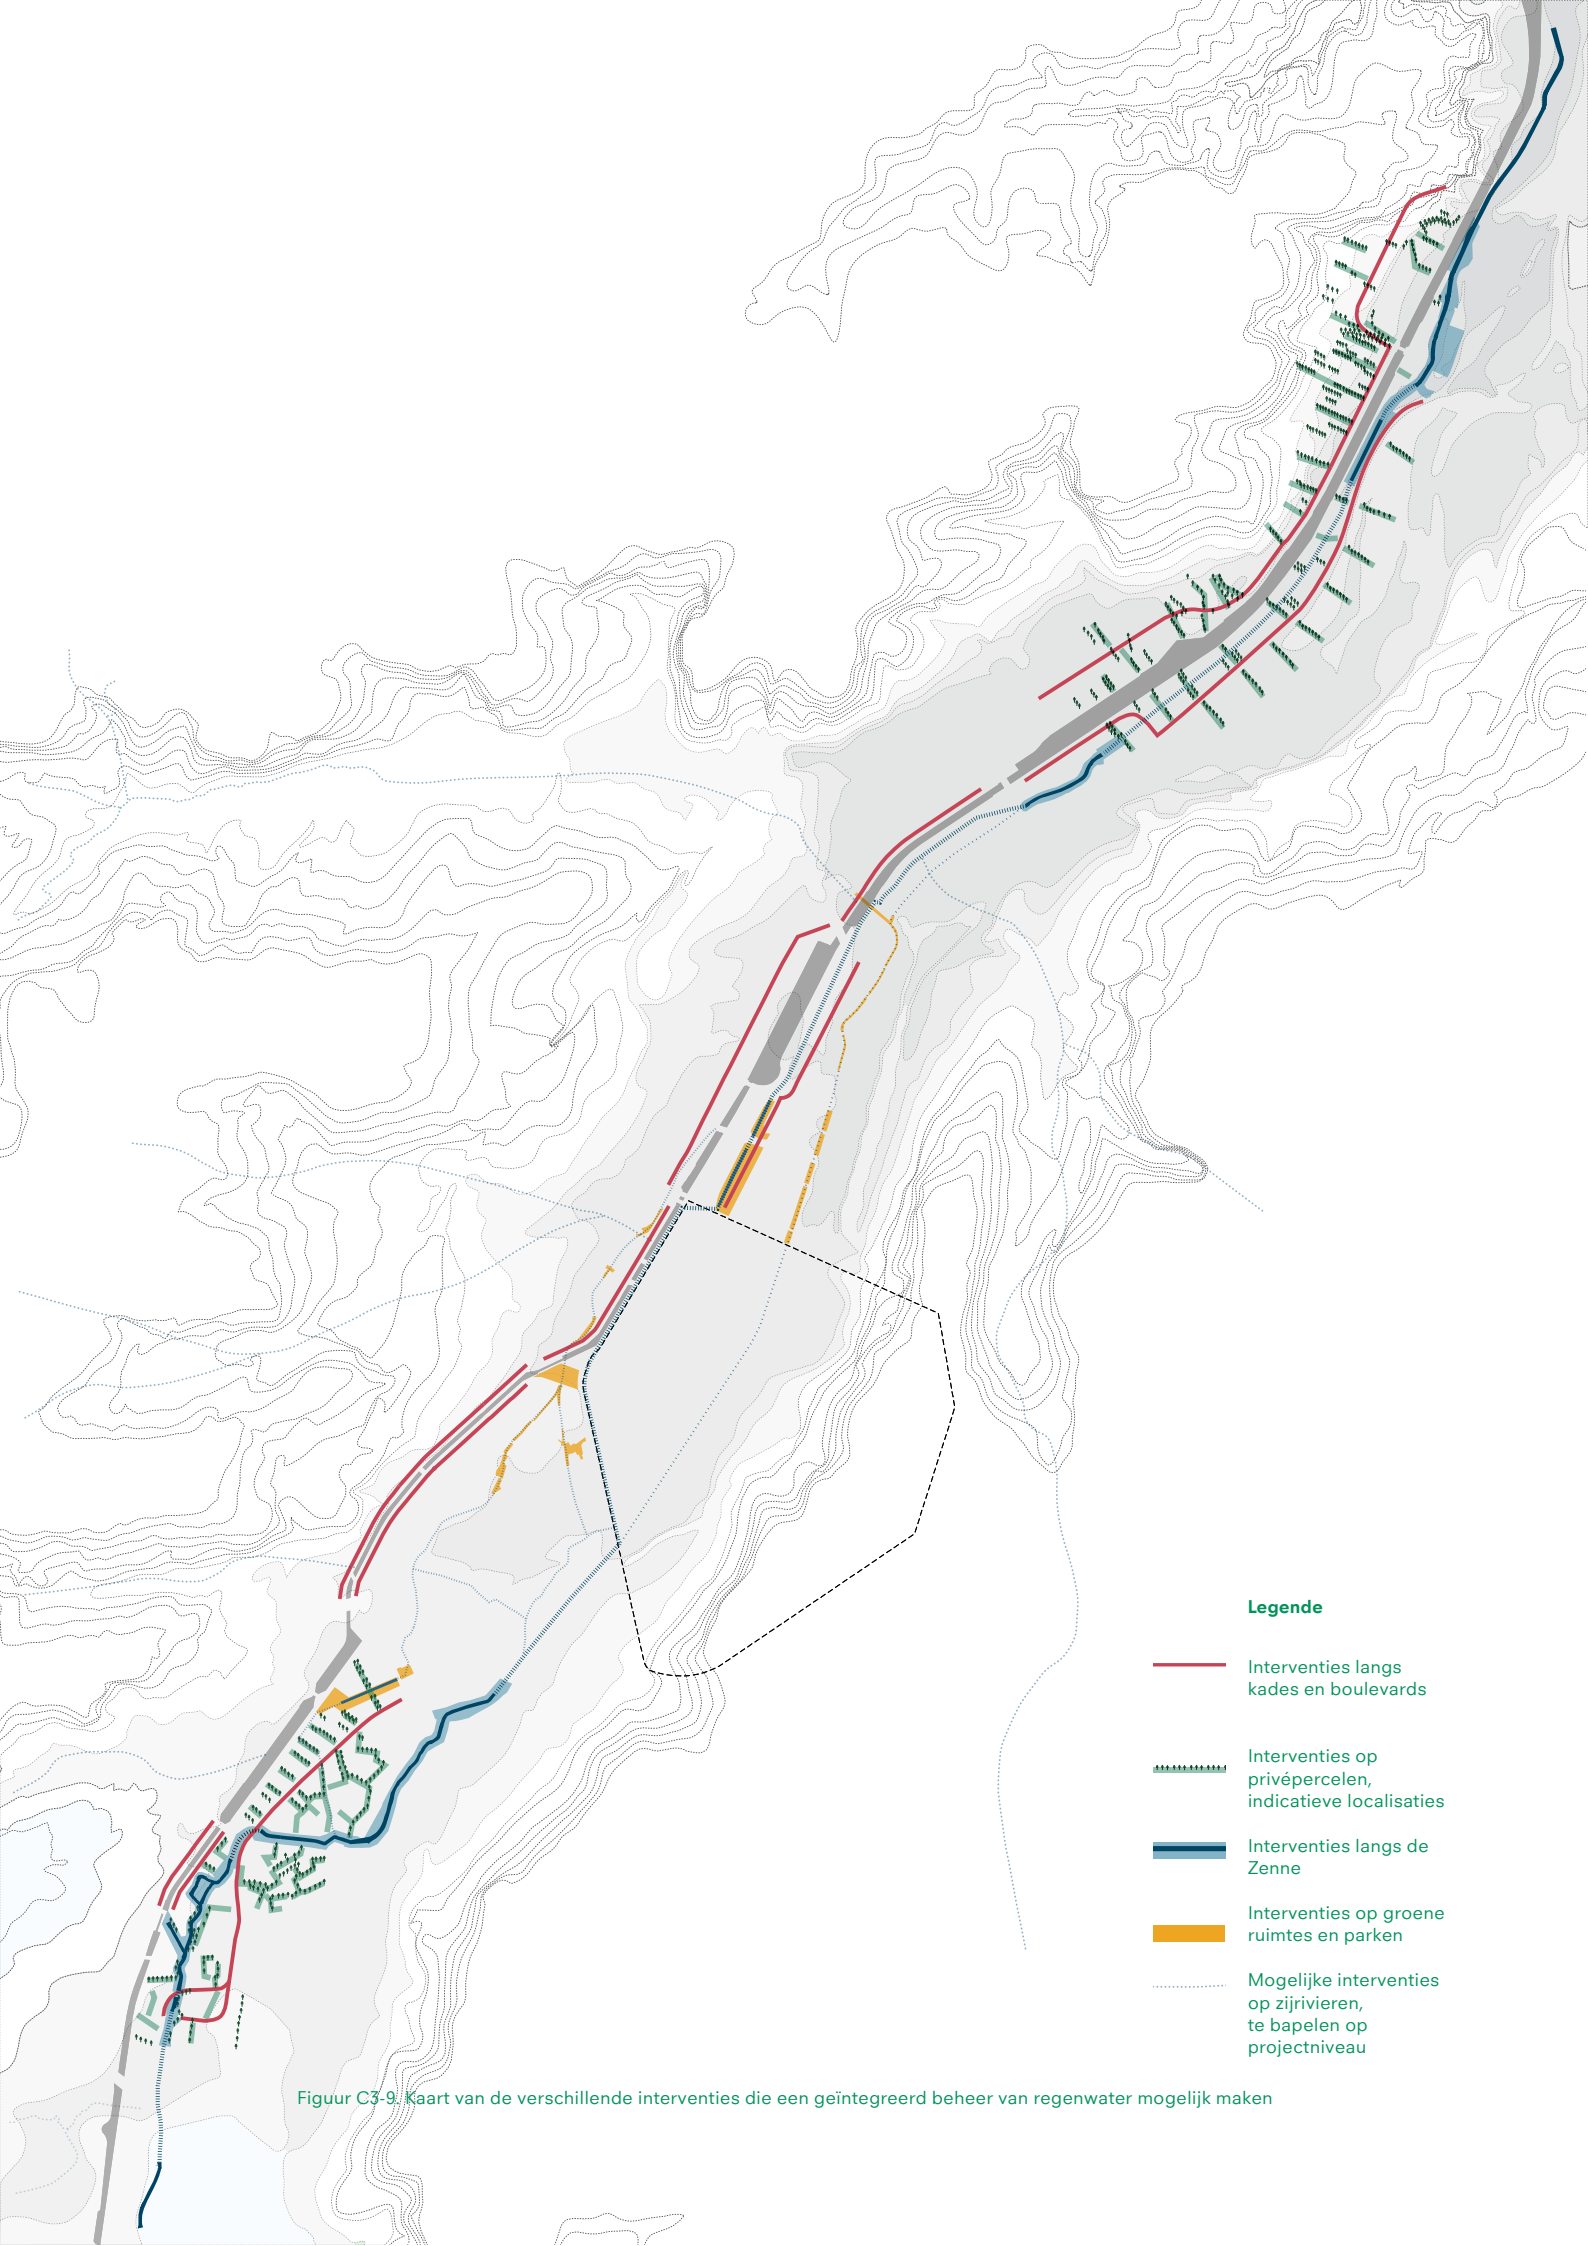 Legende
Interventies langs
kades en boulevards
Interventies op
privépercelen,
indicatieve localisaties
Interventies langs de
Zenne
Interventies op groene
ruimtes en parken
Mogelijke interventies
op zijrivieren,
te bapelen op
projectniveau
Figuur C3-9. Kaart van de verschillende interventies die een geïntegreerd beheer van regenwater mogelijk maken